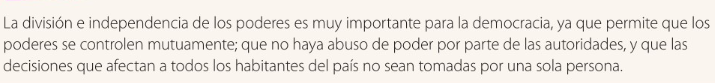 La división e independencia de los poderes es muy importante para la democracia, ya que permite que los
poderes se controlen mutuamente; que no haya abuso de poder por parte de las autoridades, y que las
decisiones que afectan a todos los habitantes del país no sean tomadas por una sola persona.